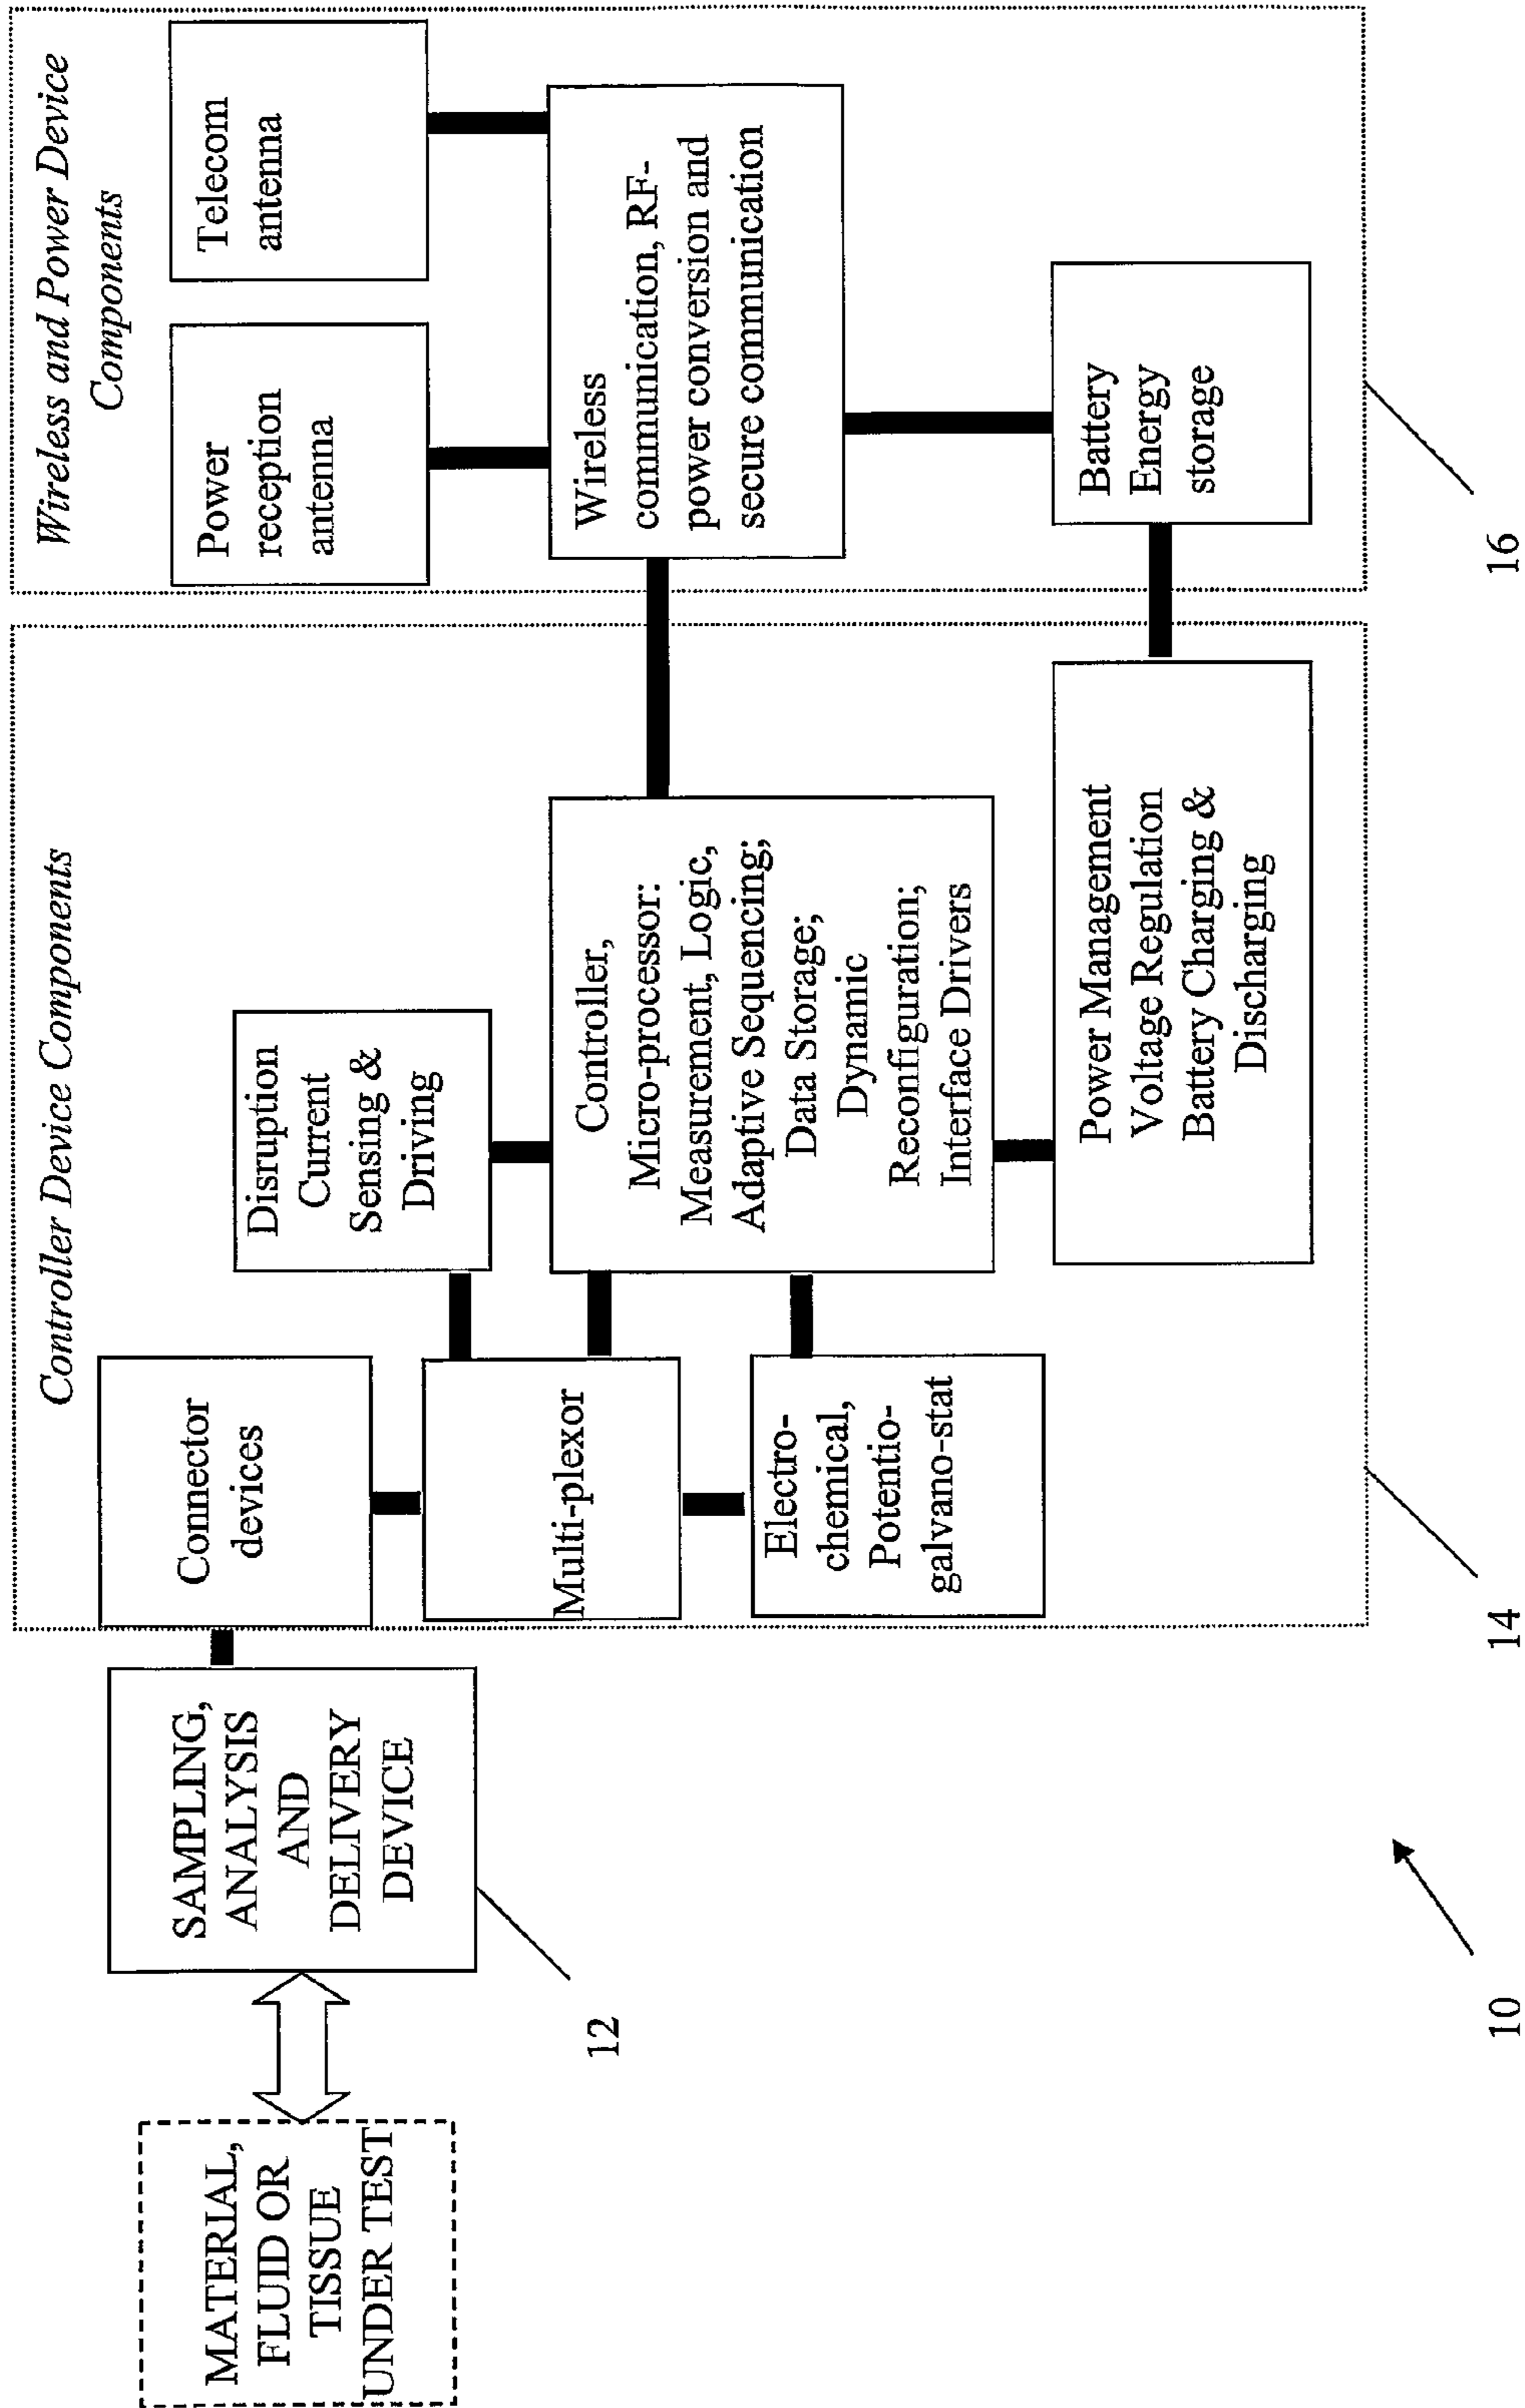 MATERIAL,
FLUID OR
TISSUE
UNDER TEST
SAMPLING,
ANALYSIS
AND
DELIVERY
DEVICE
12
10
Controller Device Components
Connector
devices
Multi-plexor
Electro-
chemical,
Potentio-
galvano-stat
Disruption
Current
Sensing &
Driving
Controller,
Micro-processor:
Measurement, Logic,
Adaptive Sequencing;
Data Storage;
Dynamic
Reconfiguration;
Interface Drivers
Power Management
Voltage Regulation
Battery Charging &
Discharging
14
Wireless and Power Device
Components
Power
reception
antenna
Telecom
antenna
Wireless
communication, RF-
power conversion and
secure communication
Battery
Energy
storage
16